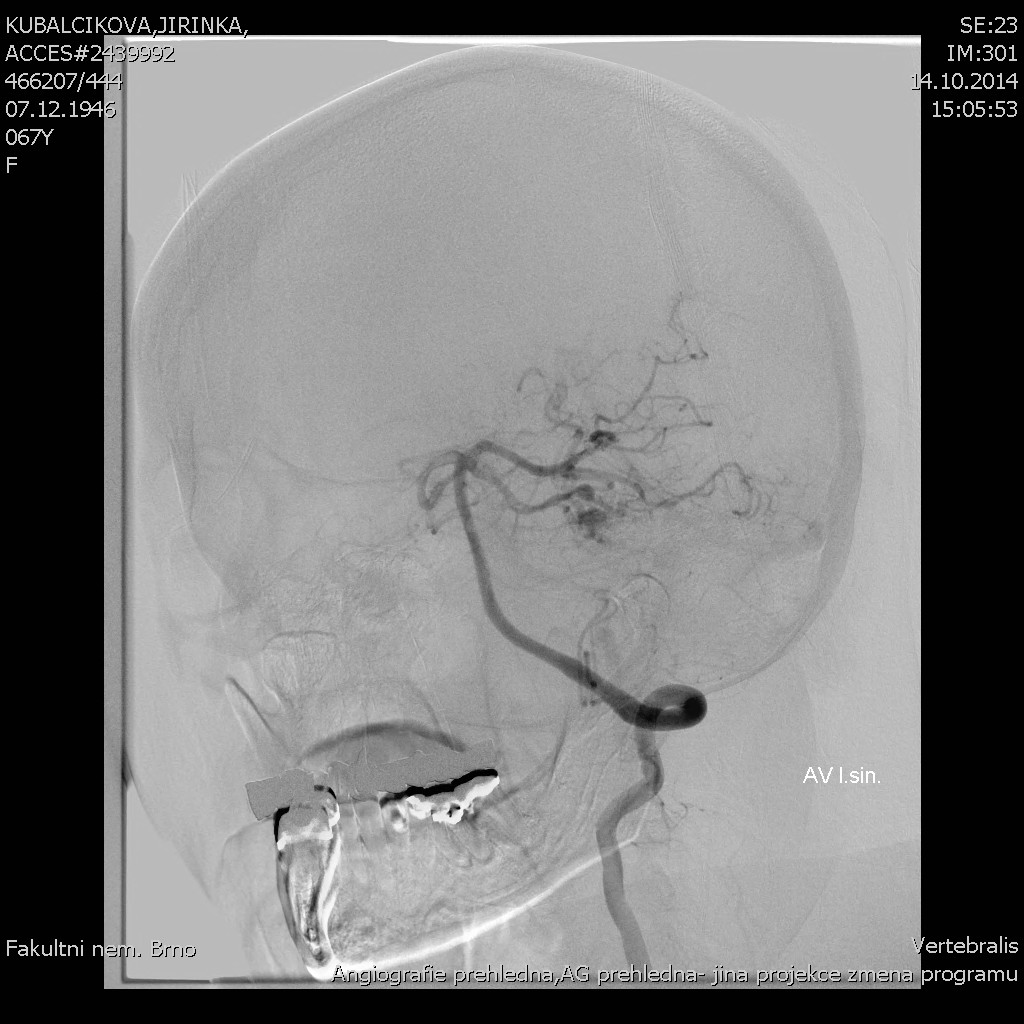 KUBALCIKOVA,JIRINKA,
ACCES#2439992
466207/444
07.12.1946
067Y
F
SE:23
IM:301
14.10.2014
15:05:53
AV l.sin.
Fakultni nem. Brno
Vertebralis
Angiografie prehledna,AG prehledna- jina projekce zmena programu